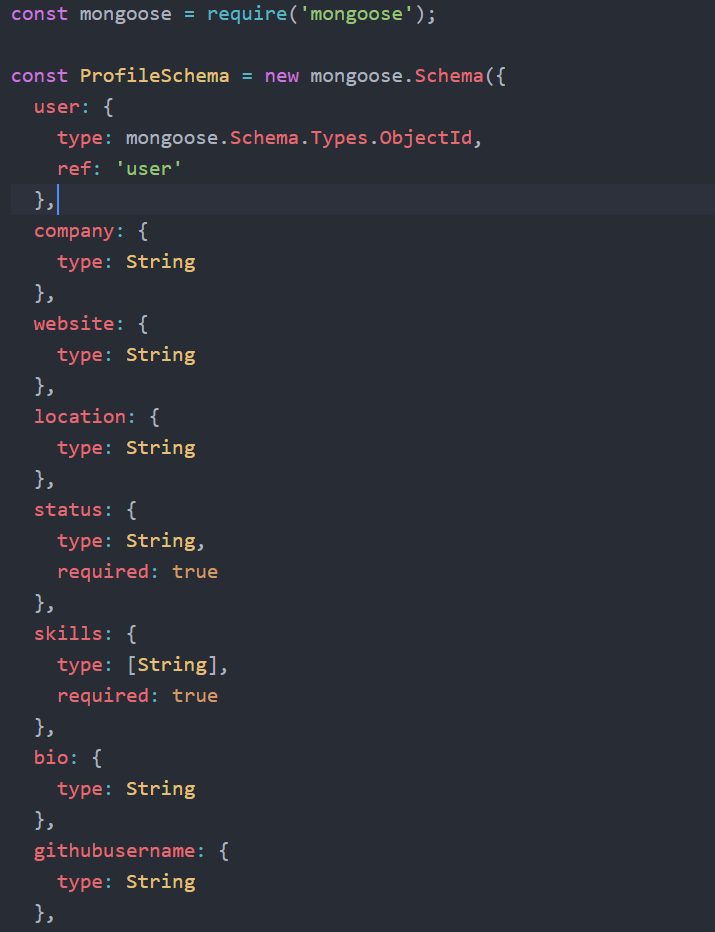 const mongoose = require('mongoose');
const ProfileSchema = new mongoose.Schema({
  user: {
    type: mongoose.Schema.Types.ObjectId,
    ref: 'user'
  },
  company: {
    type: String
  },
  website: {
    type: String
  },
  location: {
    type: String
  },
  status: {
    type: String,
    required: true
  },
  skills: {
    type: [String],
    required: true
  },
  bio: {
    type: String
  },
  githubusername: {
    type: String
  },